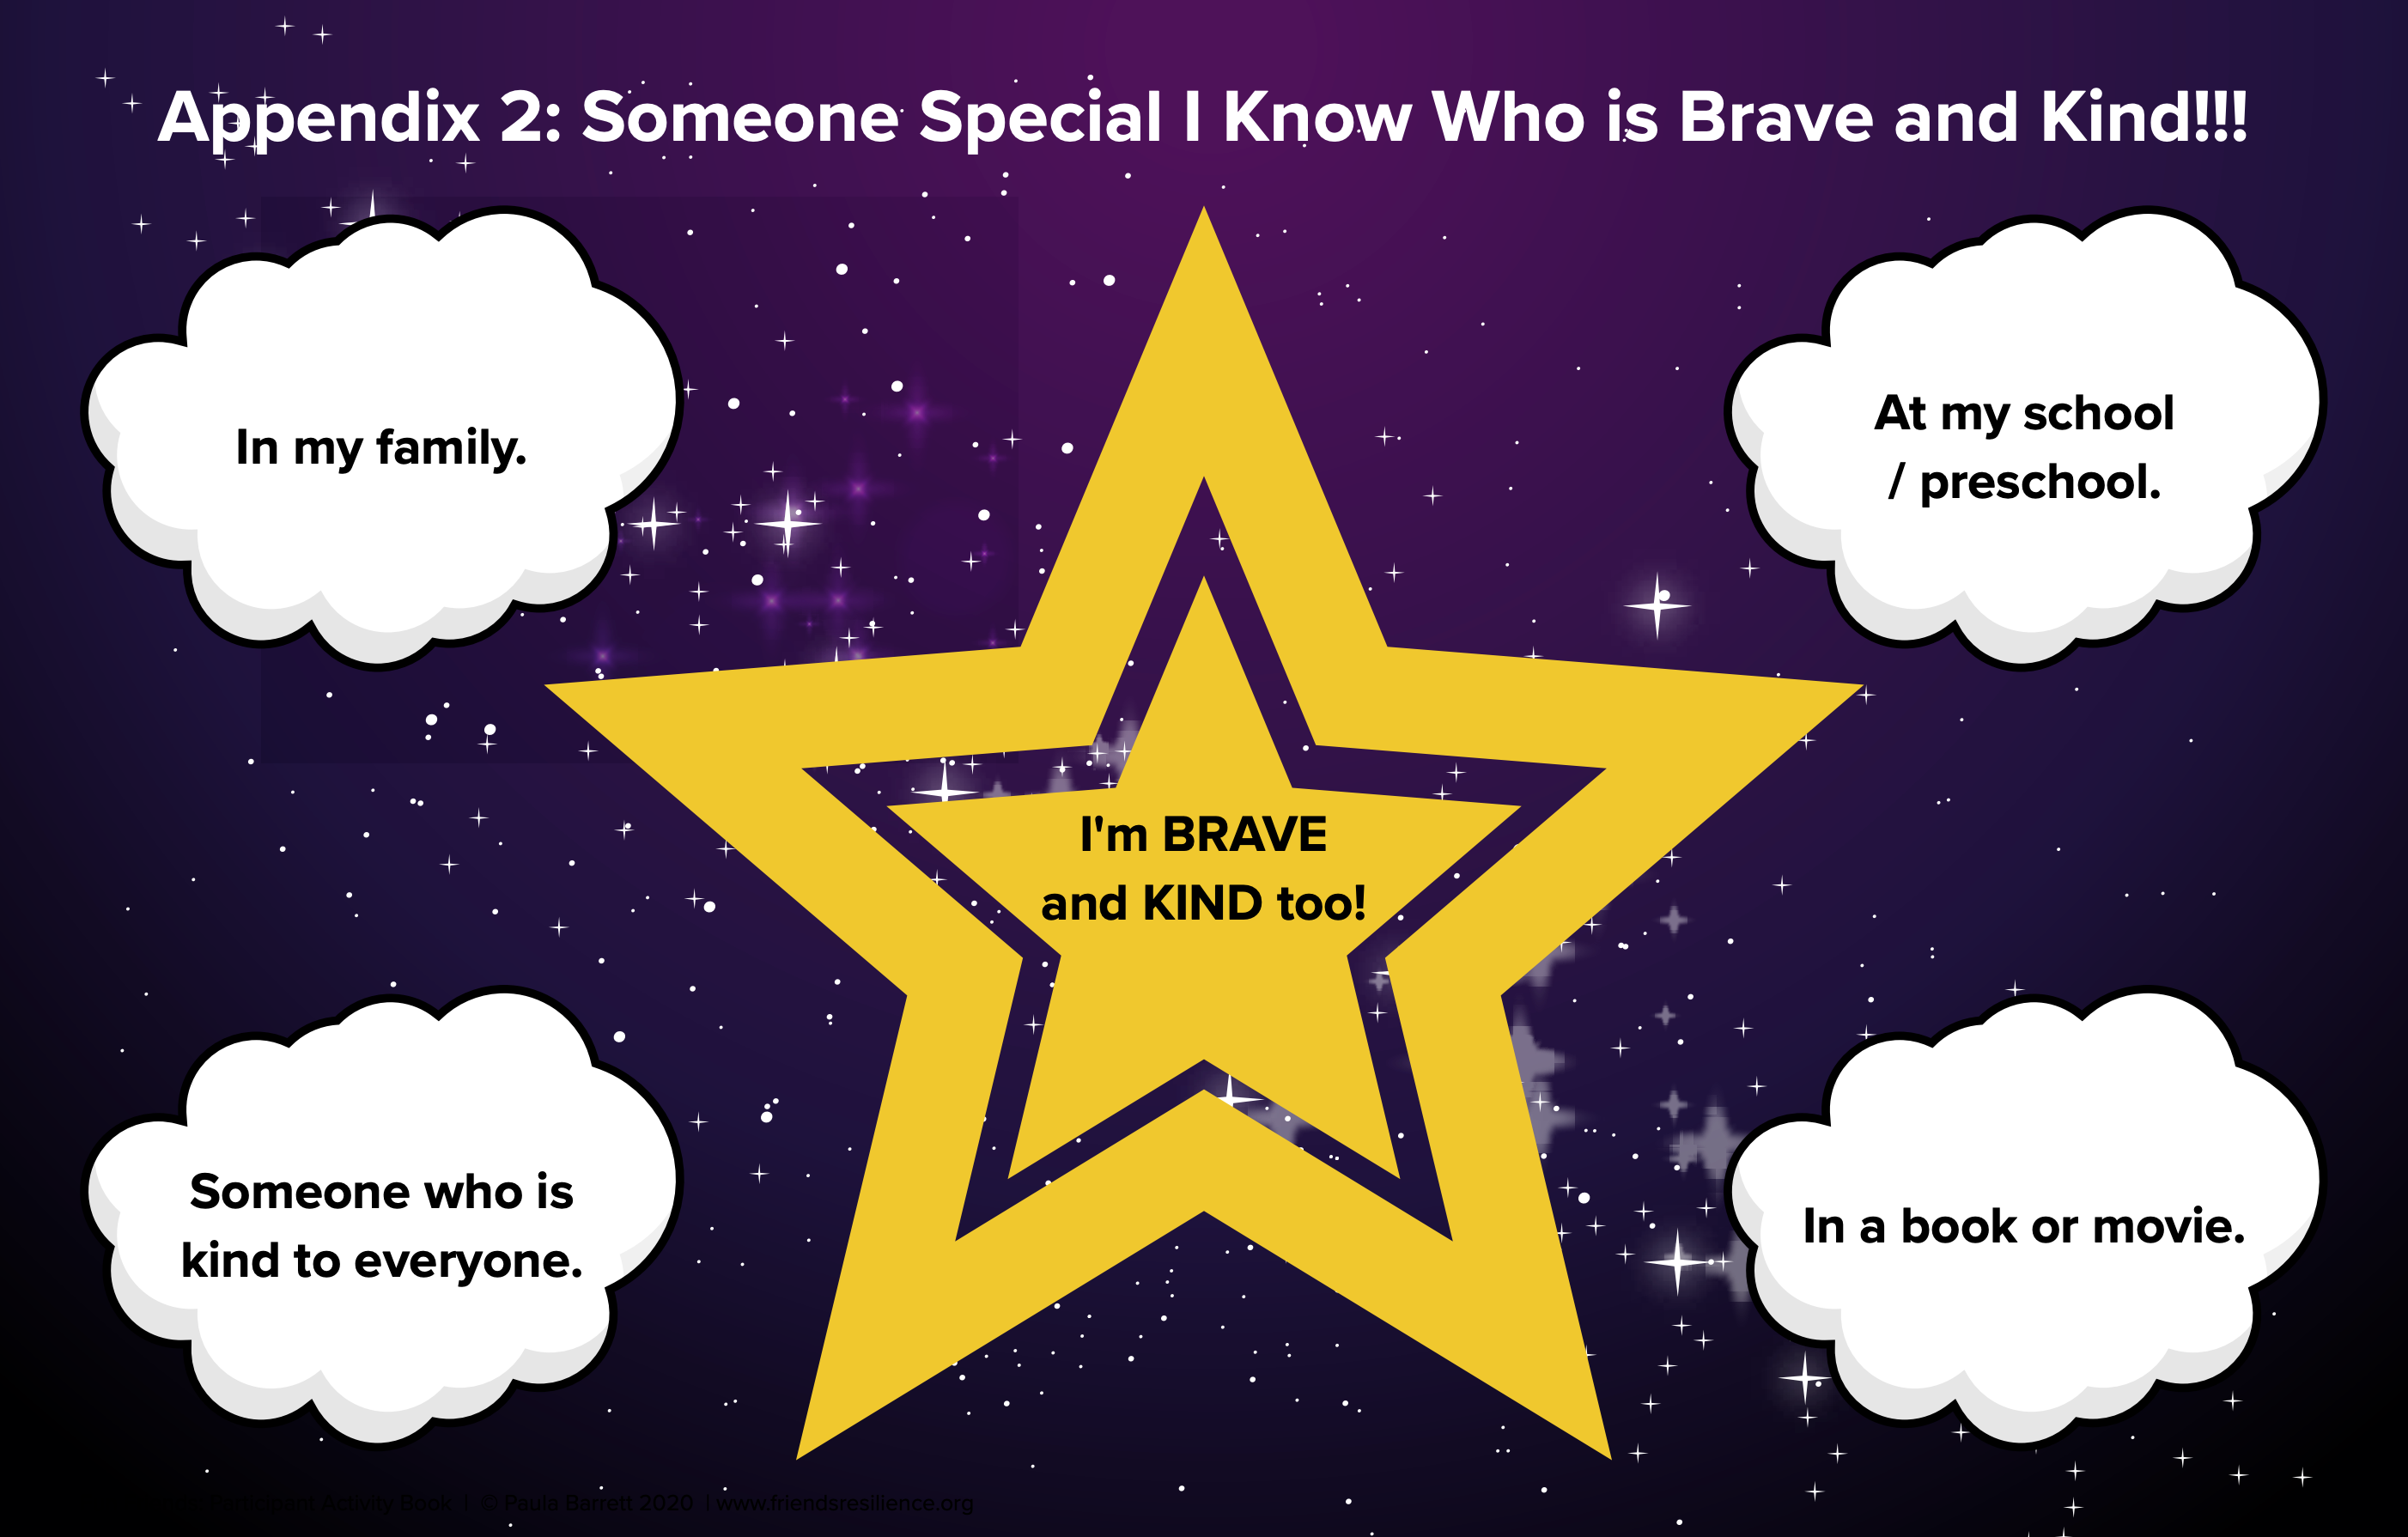 Appendix 2: Someone Special I Know Who is Brave and Kind!!!
In my family.
At my school
/ preschool.
I'm BRAVE
and KIND too!
Someone who is
kind to everyone.
In a book or movie.
Participant Activity Book | © Paula Barrett 2020 | www.friendsresilience.org